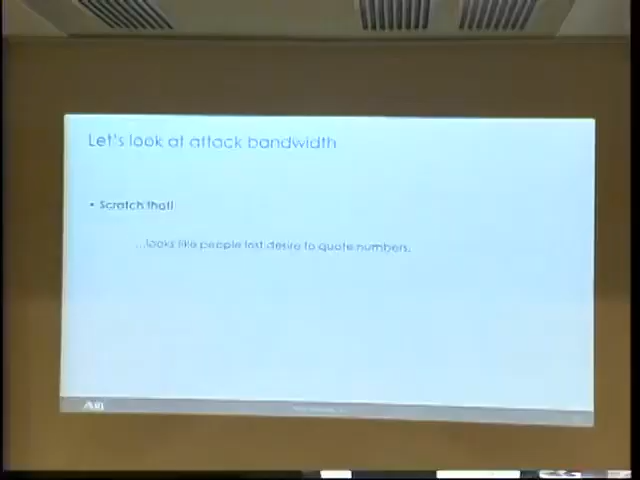 Let's look at attack bandwidth
• Scratch that!
...looks like people lost desire to quote numbers.